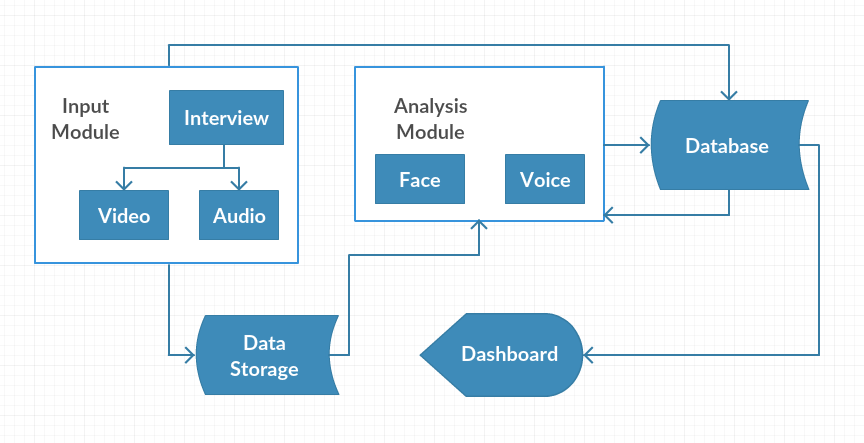 Input
Module
Interview
Video
Audio
Analysis
Module
Face
Voice
Database
Data
Storage
Dashboard